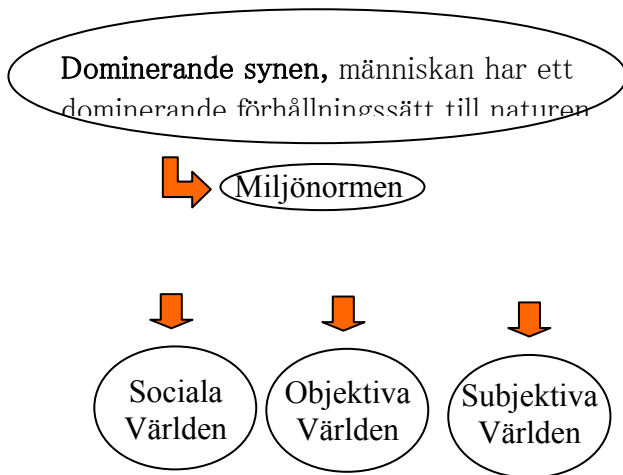 Dominerande synen, människan har ett
dominerande förhållningssätt till naturen
Miljönormen
Sociala
Världen
Objektiva
Världen
Subjektiva
Världen